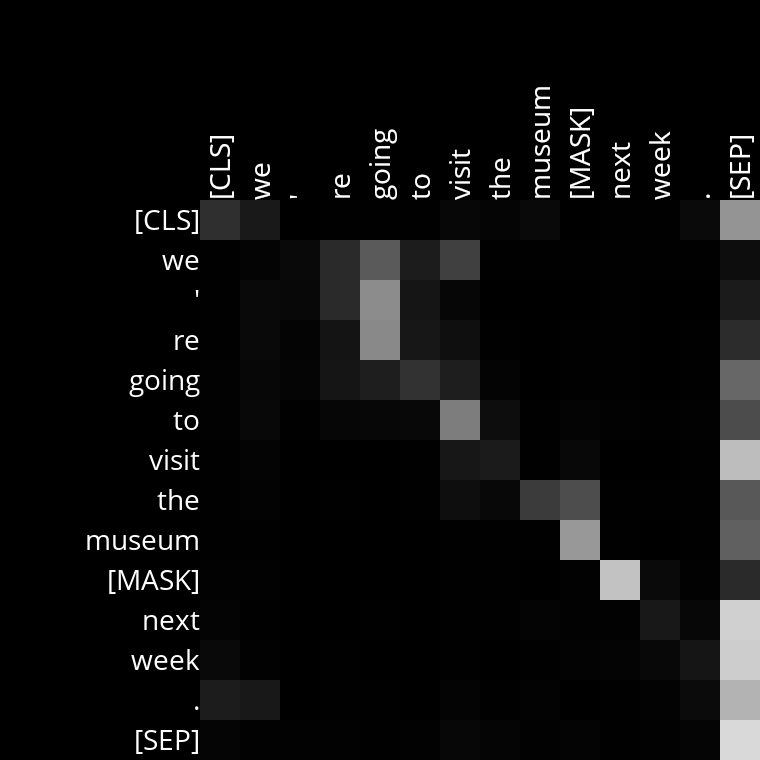 [CLS] we ' re going to visit the museum [MASK] next week . [SEP]
[CLS]
we
'
re
going
to
visit
the
museum
[MASK]
next
week
.
[SEP]